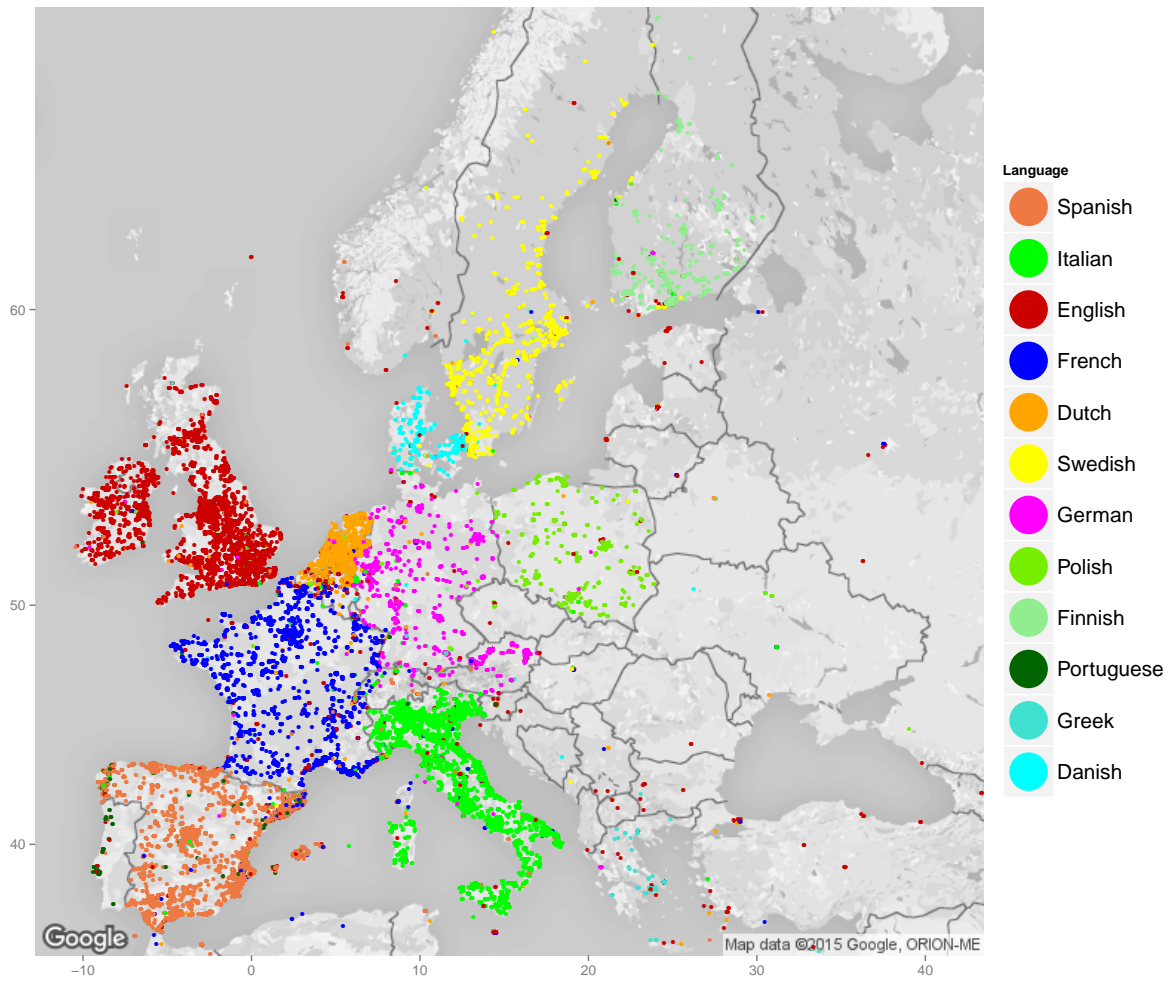 60
50
40
−10
0
10
20
30
40
Google
Map data ©2015 Google, ORION-ME
Language
Spanish
Italian
English
French
Dutch
Swedish
German
Polish
Finnish
Portuguese
Greek
Danish